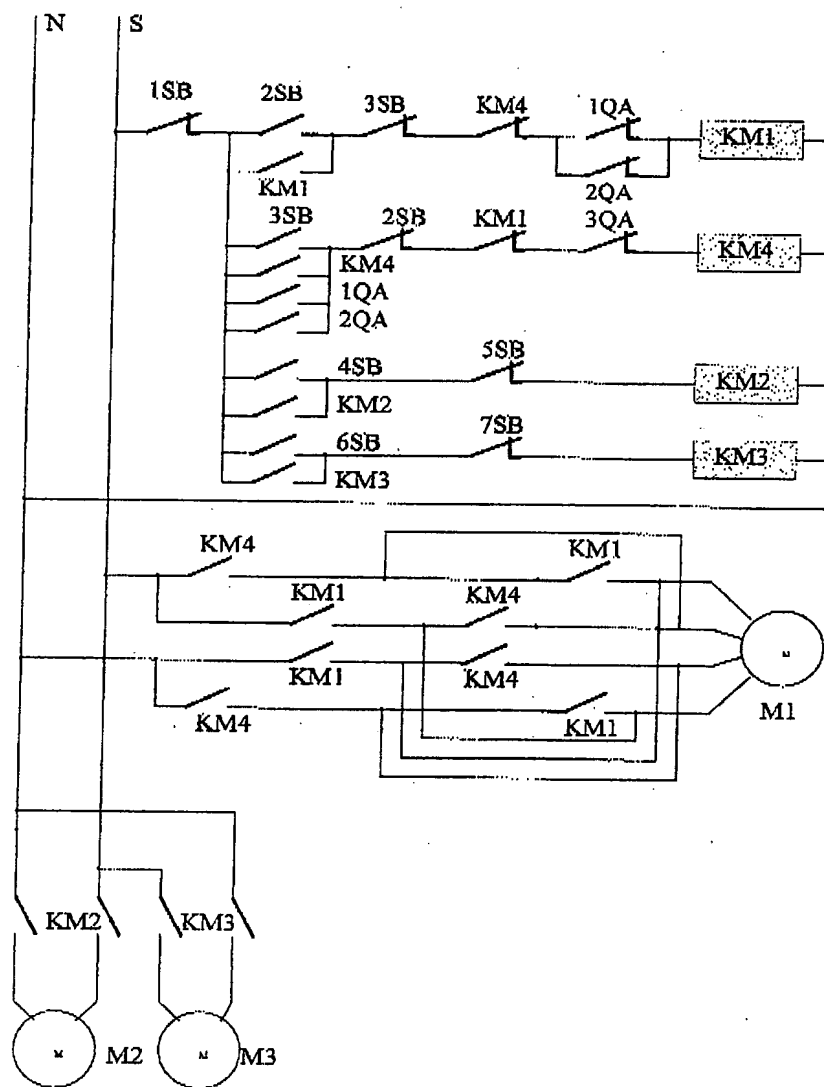 N S
1SB 2SB 3SB KM4 1QA KM1
KM1 2QA
3SB 2SB KM1 3QA KM4
KM4
1QA
2QA
4SB 5SB KM2
KM2
6SB 7SB KM3
KM3
KM4 KM1
KM1 KM4
M
KM1 KM4
KM4 KM1 M1
KM2 KM3
M M2 M M3